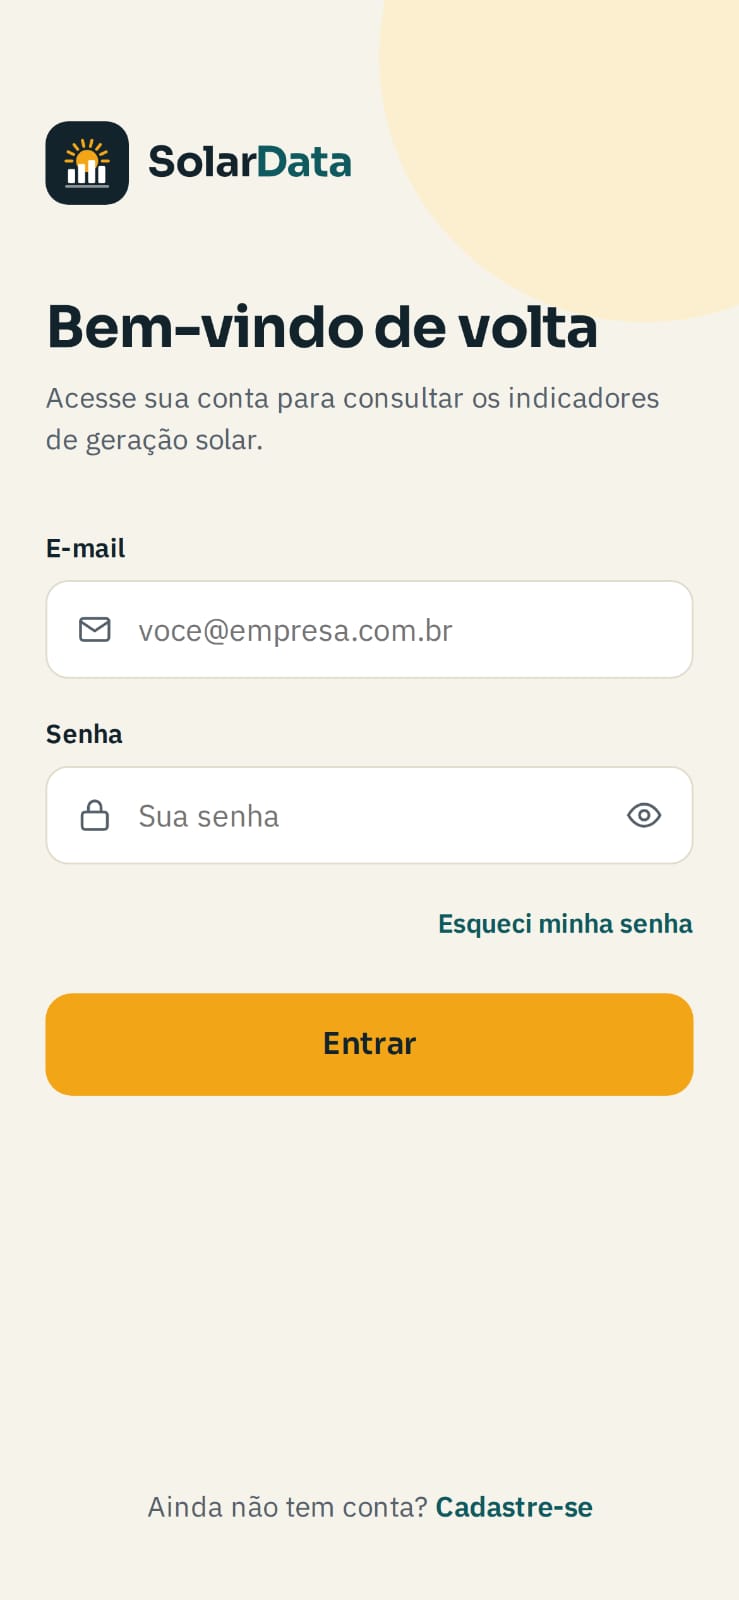 SolarData
Bem-vindo de volta
Acesse sua conta para consultar os indicadores
de geração solar.
E-mail
voce@empresa.com.br
Senha
Sua senha
Esqueci minha senha
Entrar
Ainda não tem conta? Cadastre-se